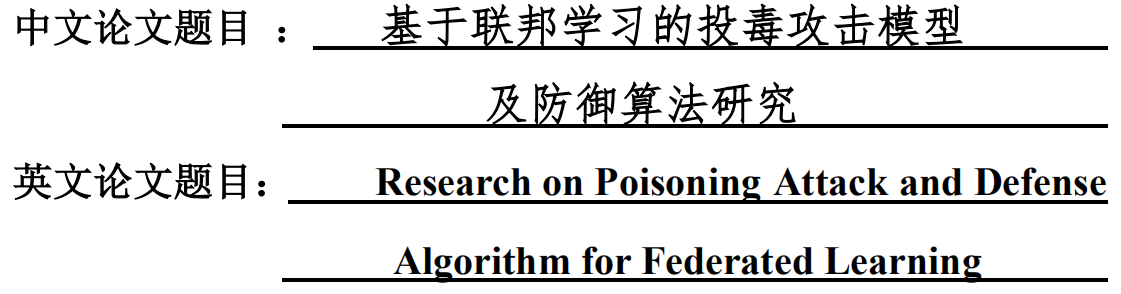 中文论文题目 ： 基于联邦学习的投毒攻击模型
及防御算法研究
英文论文题目： Research on Poisoning Attack and Defense
Algorithm for Federated Learning